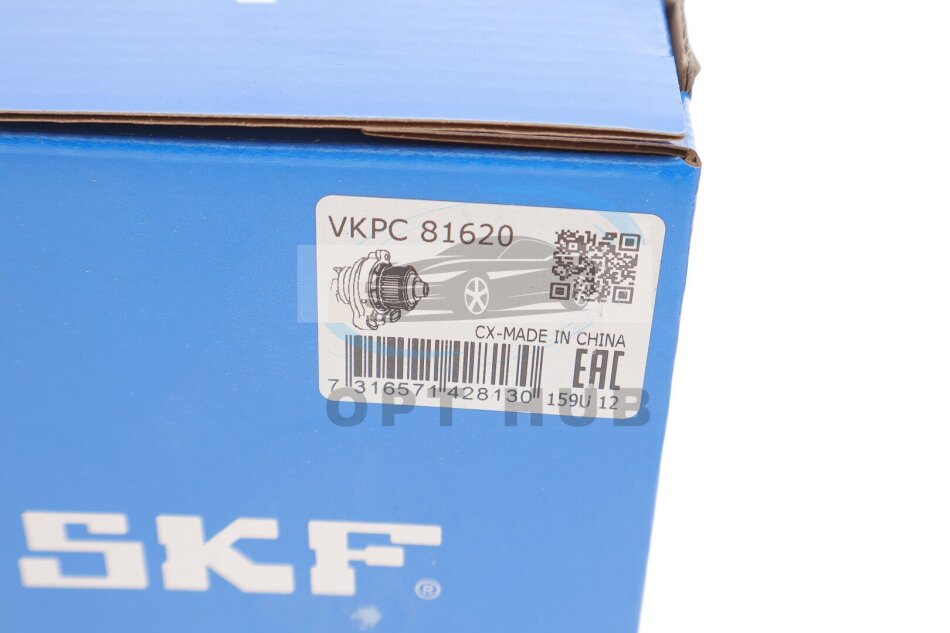 VKPC 81620
CX-MADE IN CHINA
EAC
7 316571 428130
159U 12
OPT HUB
SKF®